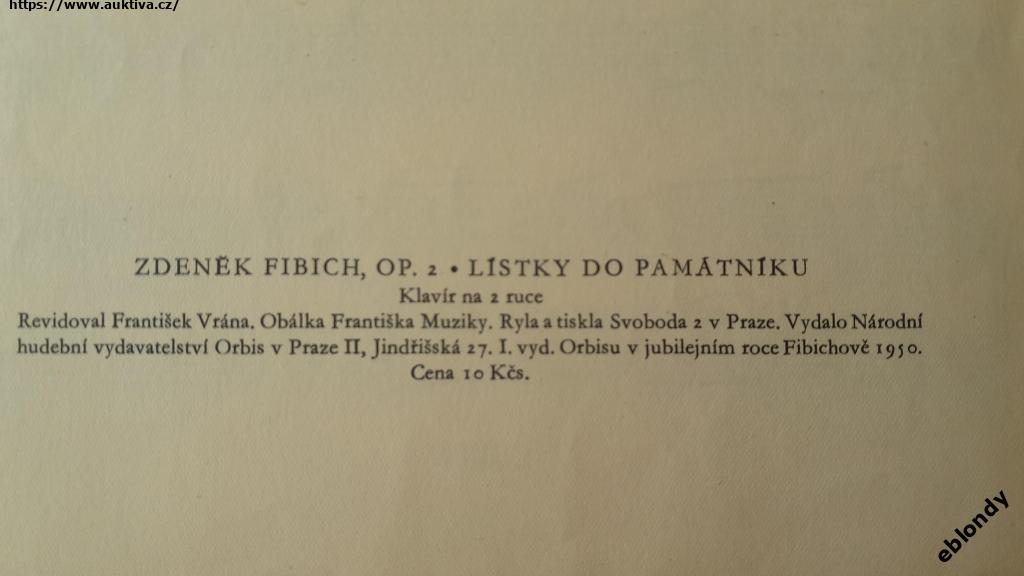 https://www.auktiva.cz/
ZDENĚK FIBICH, OP. 2 • LÍSTKY DO PAMÁTNÍKU
Klavír na 2 ruce
Revidoval František Vrána. Obálka Františka Muziky. Ryla a tiskla Svoboda 2 v Praze. Vydalo Národní
hudební vydavatelství Orbis v Praze II, Jindřišská 27. I. vyd. Orbisu v jubilejním roce Fibichově 1950.
Cena 10 Kčs.
eblondy